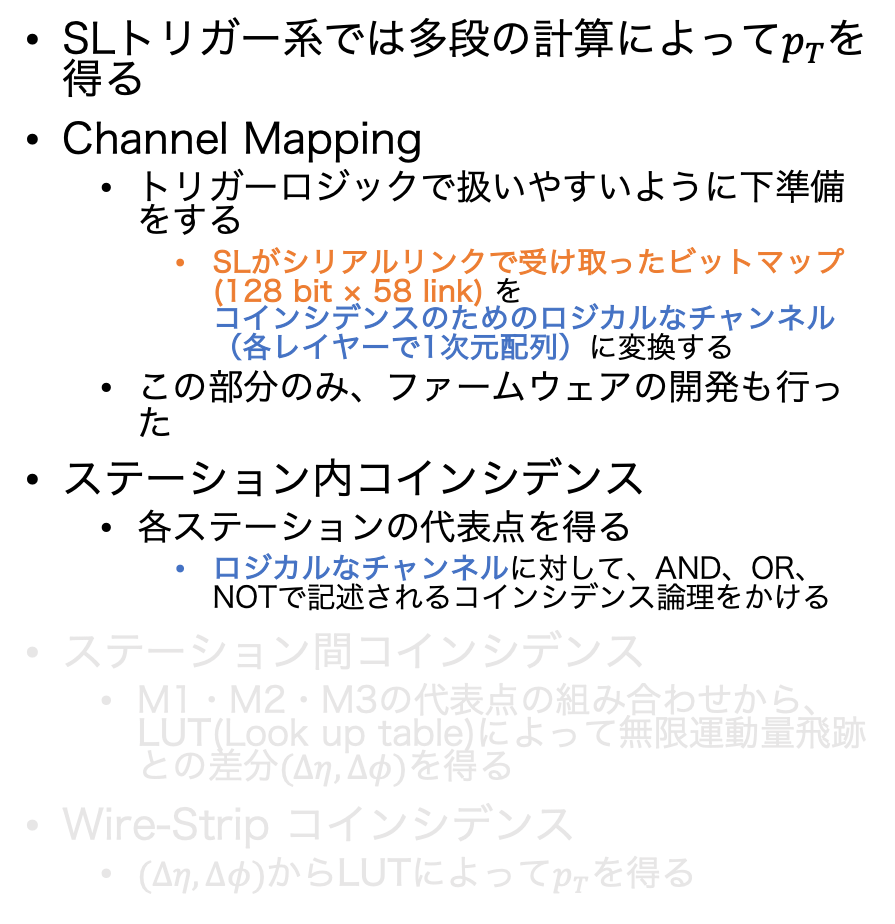 • SLトリガー系では多段の計算によってp_Tを
得る
• Channel Mapping
• トリガーロジックで扱いやすいように下準備
をする
• SLがシリアルリンクで受け取ったビットマップ
(128 bit × 58 link) を
コインシデンスのためのロジカルなチャンネル
（各レイヤーで1次元配列）に変換する
• この部分のみ、ファームウェアの開発も行っ
た
• ステーション内コインシデンス
• 各ステーションの代表点を得る
• ロジカルなチャンネルに対して、AND、OR、
NOTで記述されるコインシデンス論理をかける
• ステーション間コインシデンス
• M1・M2・M3の代表点の組み合わせから、
LUT(Look up table)によって無限運動量飛跡
との差分(Δη,Δϕ)を得る
• Wire-Strip コインシデンス
• (Δη,Δϕ)からLUTによってp_Tを得る